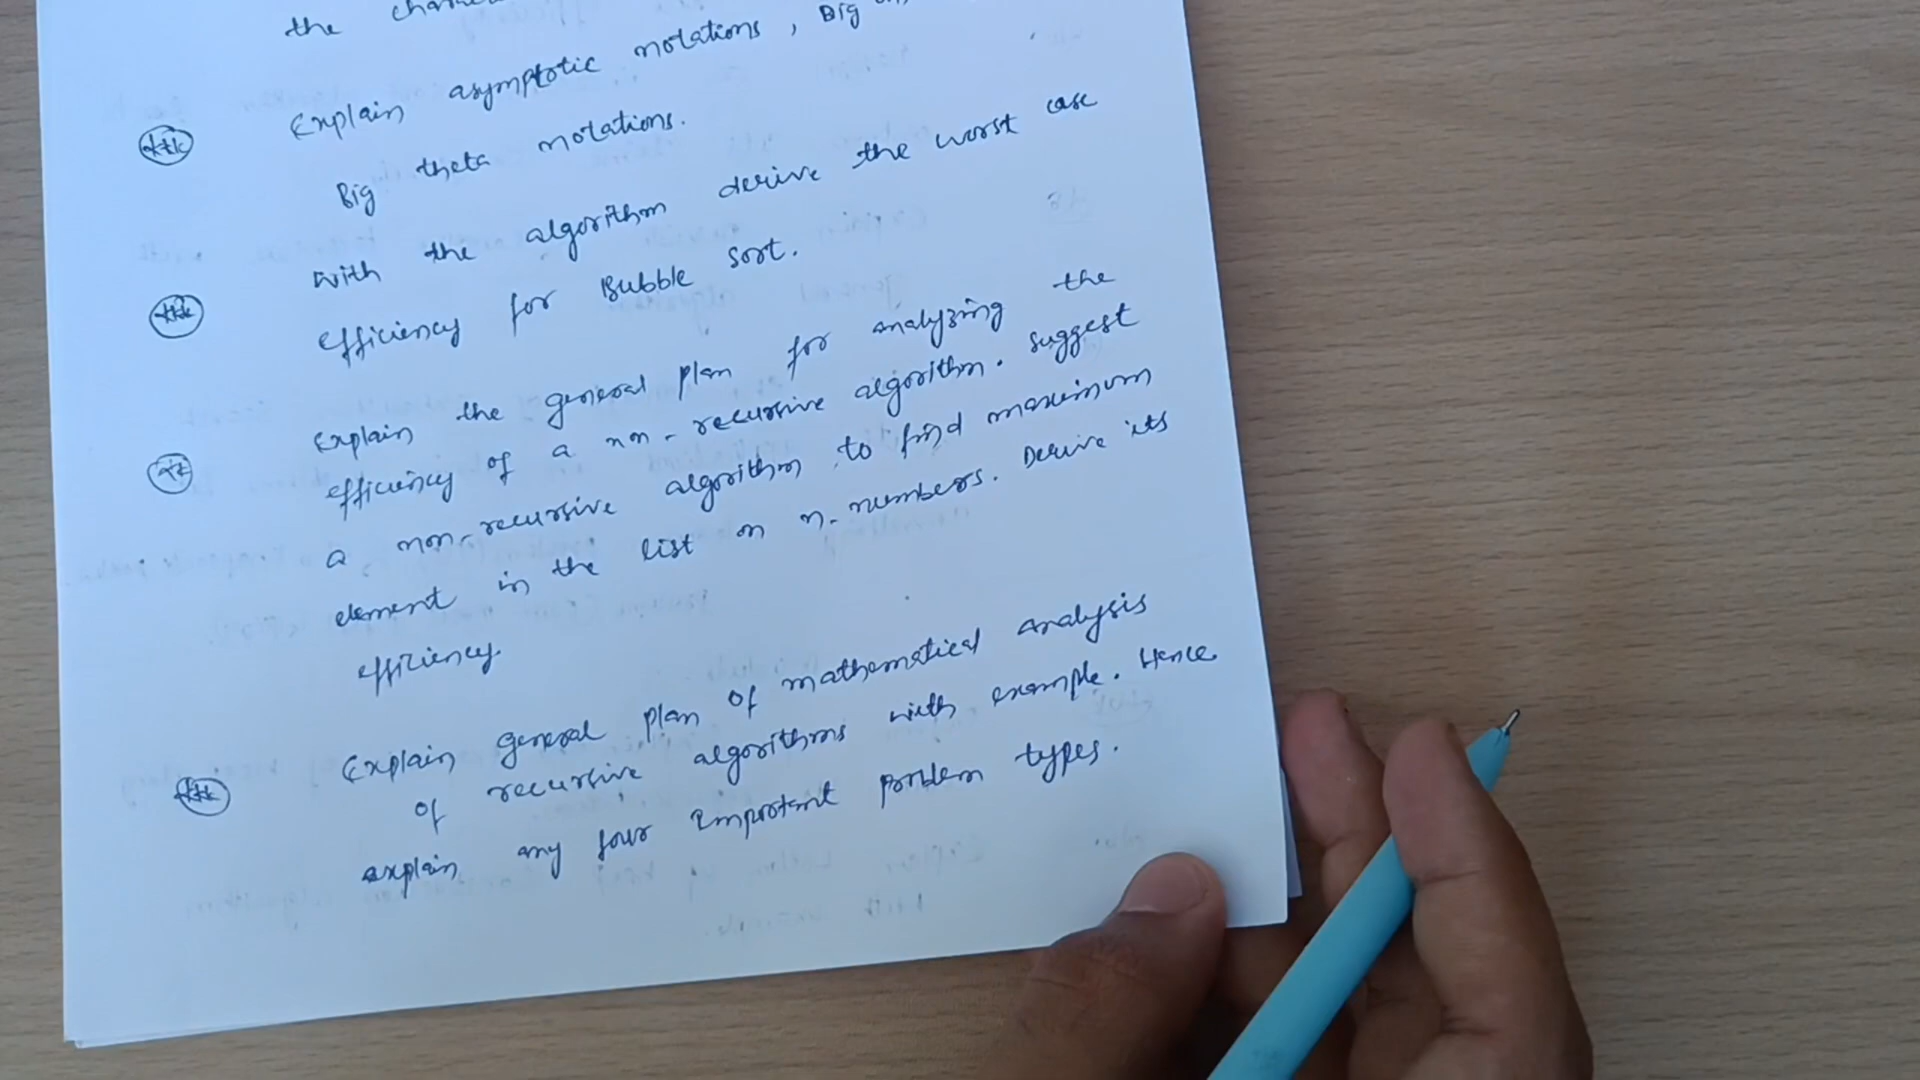 the
*** Explain asymptotic notations, Big
Big theta notations.
*** With the algorithm derive the worst case
efficiency for Bubble sort.
** Explain the general plan for analyzing the
efficiency of a non-recursive algorithm. suggest
a non-recursive algorithm to find maximum
element in the list on n-numbers. Derive its
efficiency.
*** Explain general plan of mathematical analysis
of recursive algorithms with example. Hence
explain any four important problem types.